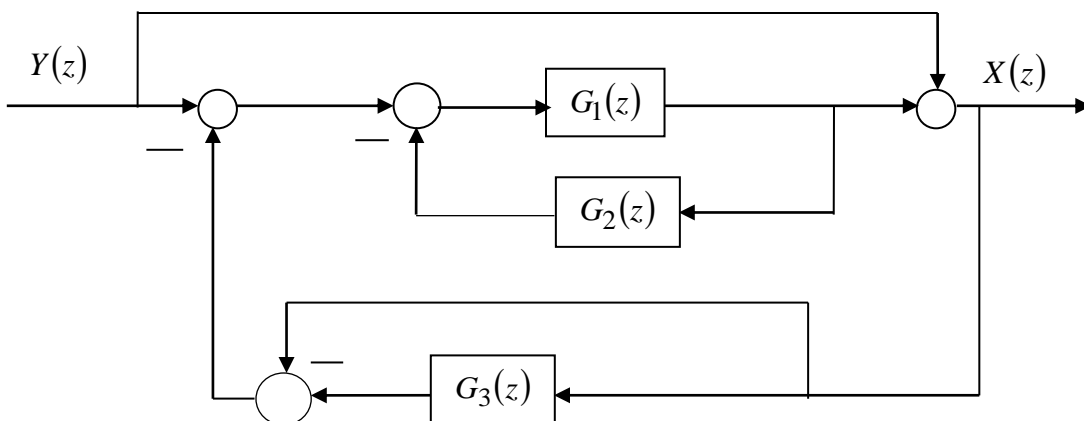 Y(z)
X(z)
G₁(z)
—
—
G₂(z)
—
G₃(z)